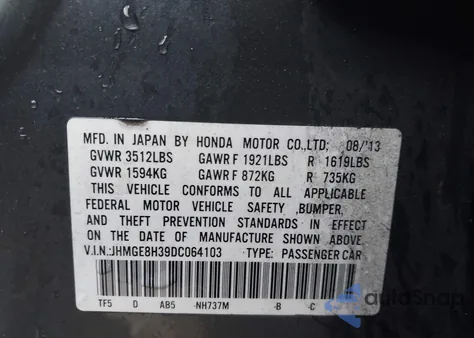 MFD. IN JAPAN BY HONDA MOTOR CO.,LTD; 08/'13
GVWR 3512LBS GAWR F 1921LBS R 1619LBS
GVWR 1594KG GAWR F 872KG R 735KG
THIS VEHICLE CONFORMS TO ALL APPLICABLE
FEDERAL MOTOR VEHICLE SAFETY ,BUMPER,
AND THEFT PREVENTION STANDARDS IN EFFECT ON
THE DATE OF MANUFACTURE SHOWN ABOVE.
V.I.N.:JHMGE8H39DC064103 TYPE: PASSENGER CAR
TF5 D AB5 -NH737M -B -C
autoSnap